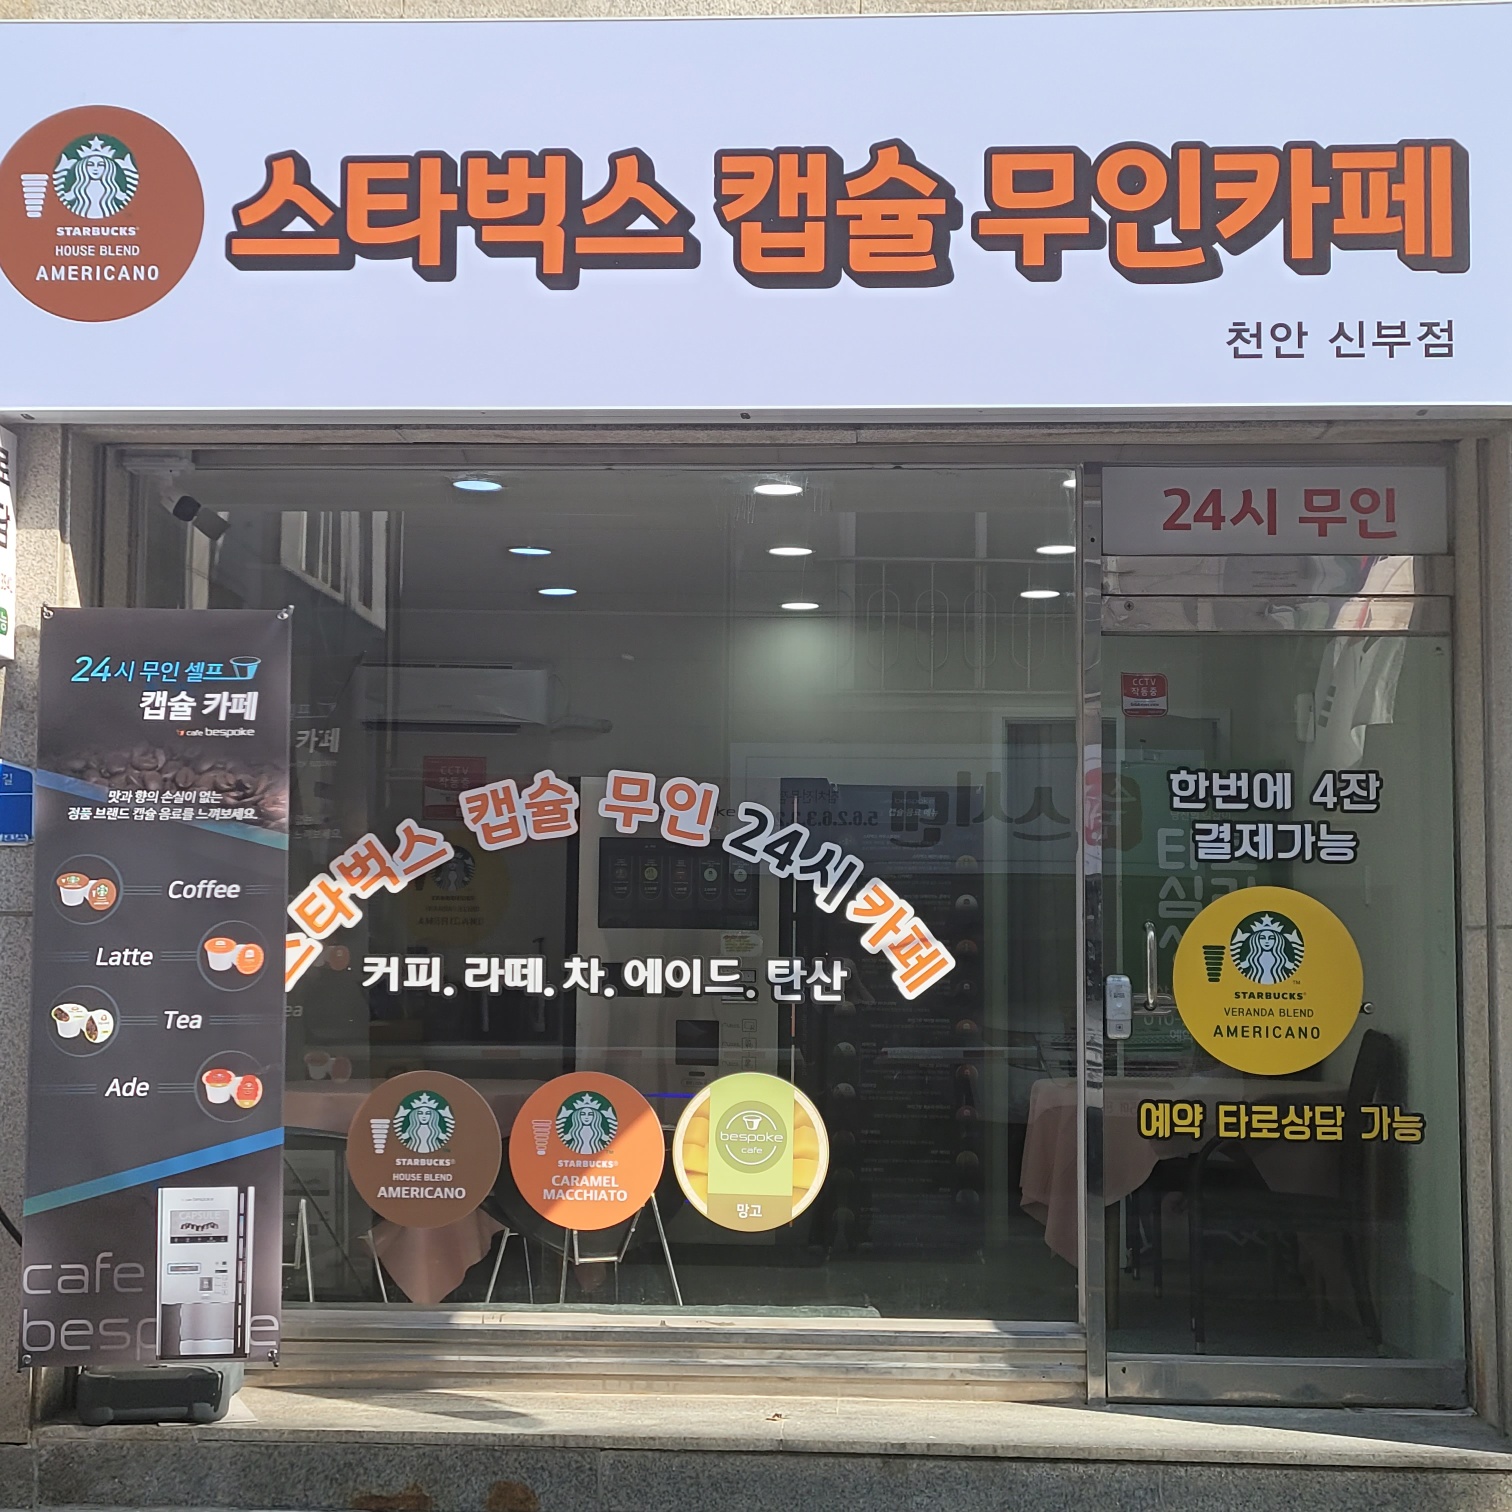 STARBUCKS
HOUSE BLEND
AMERICANO
스타벅스 캡슐 무인카페
천안 신부점
24시 무인
24시 무인 셀프
캡슐 카페
cafe bespoke
맛과 향의 손실이 없는
정품 브랜드 캡슐 음료를 느껴보세요.
Coffee
Latte
Tea
Ade
cafe
bespoke
스타벅스 캡슐 무인 24시 카페
커피. 라떼. 차. 에이드. 탄산
STARBUCKS
HOUSE BLEND
AMERICANO
STARBUCKS
CARAMEL
MACCHIATO
bespoke
cafe
망고
CCTV
작동중
한번에 4잔
결제가능
STARBUCKS
VERANDA BLEND
AMERICANO
예약 타로상담 가능